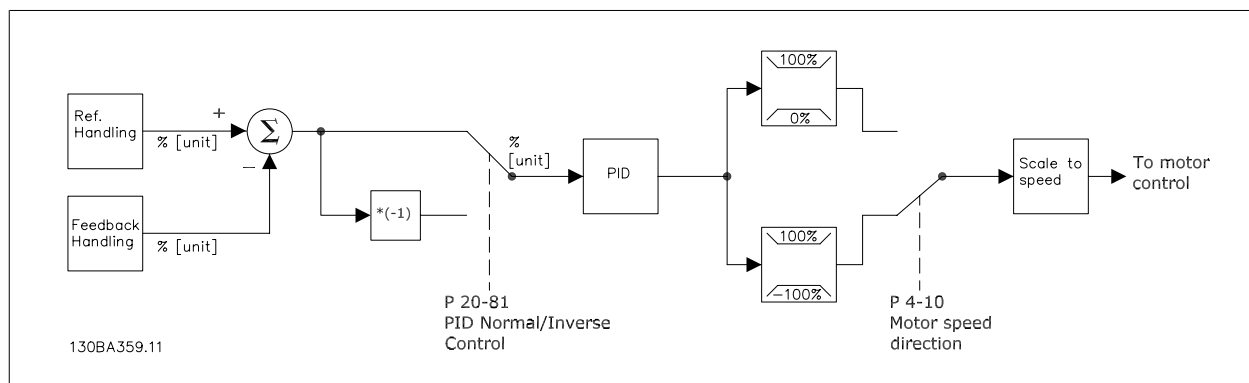 Ref.
Handling
+
% [unit]
Σ
−
Feedback
Handling
% [unit]
*(-1)
%
[unit]
PID
100%
0%
100%
−100%
Scale to
speed
To motor
control
P 20-81
PID Normal/Inverse
Control
P 4-10
Motor speed
direction
130BA359.11